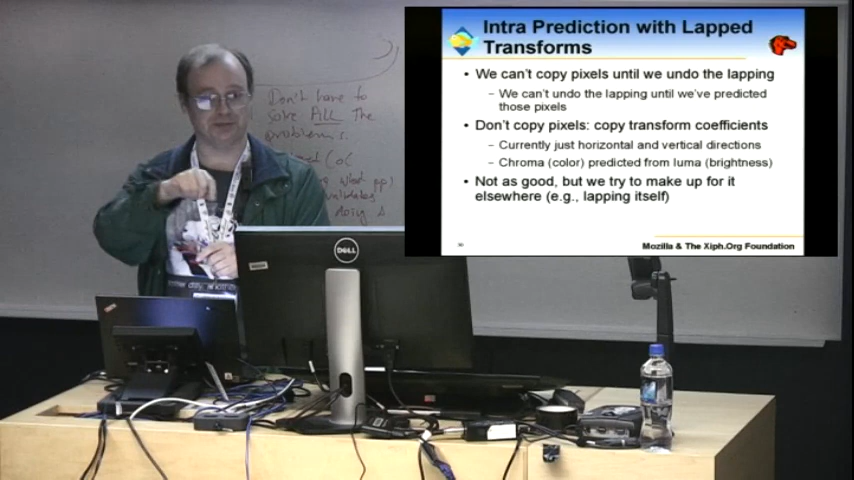 Intra Prediction with Lapped
Transforms
• We can't copy pixels until we undo the lapping
– We can't undo the lapping until we've predicted
those pixels
• Don't copy pixels: copy transform coefficients
– Currently just horizontal and vertical directions
– Chroma (color) predicted from luma (brightness)
• Not as good, but we try to make up for it
elsewhere (e.g., lapping itself)
Mozilla & The Xiph.Org Foundation
Don't have to
solve ALL the
problems.
what
DELL